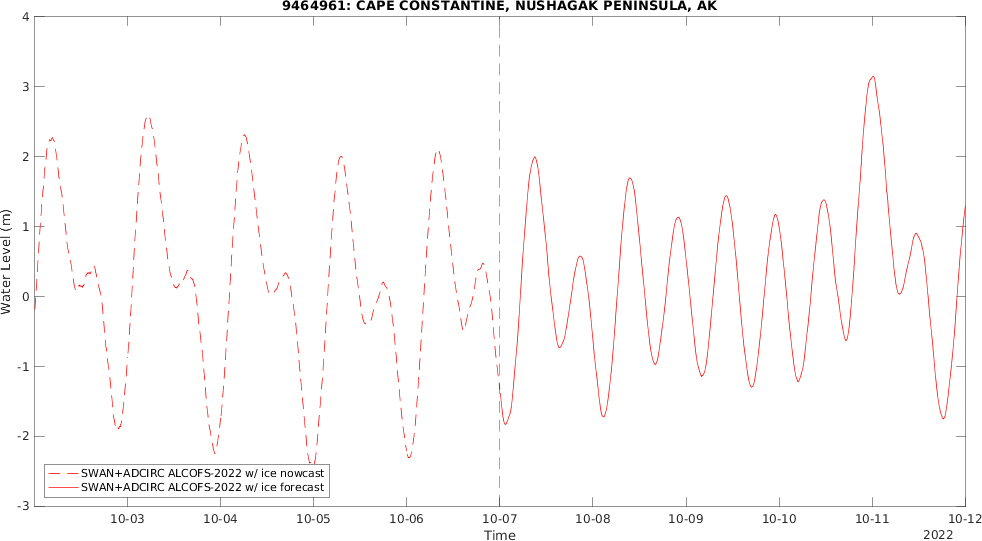 9464961: CAPE CONSTANTINE, NUSHAGAK PENINSULA, AK
4
3
2
1
0
-1
-2
-3
Water Level (m)
SWAN+ADCIRC ALCOFS-2022 w/ ice nowcast
SWAN+ADCIRC ALCOFS-2022 w/ ice forecast
10-03 10-04 10-05 10-06 10-07 10-08 10-09 10-10 10-11 10-12
Time
2022